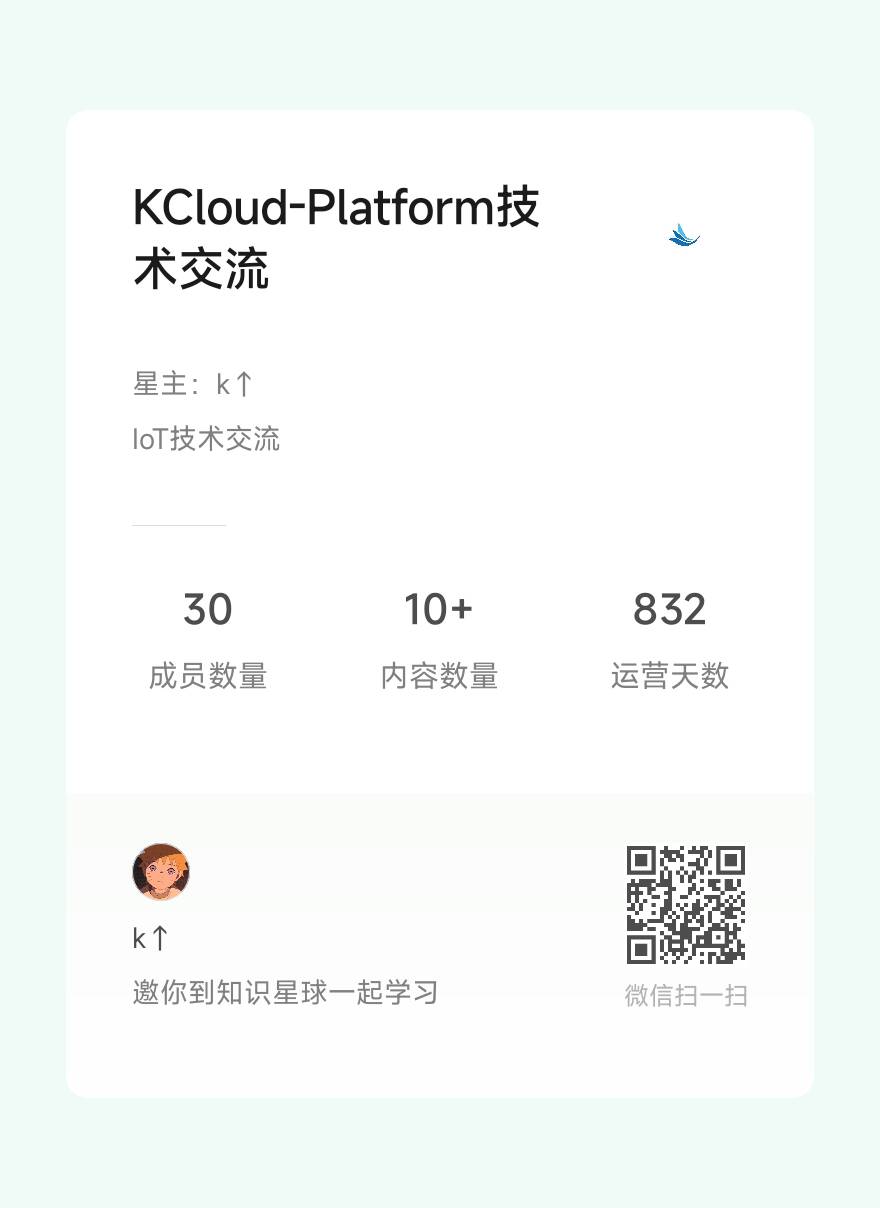 KCloud-Platform技
术交流
星主：k↑
IoT技术交流
30
10+
832
成员数量
内容数量
运营天数
k↑
邀你到知识星球一起学习
微信扫一扫